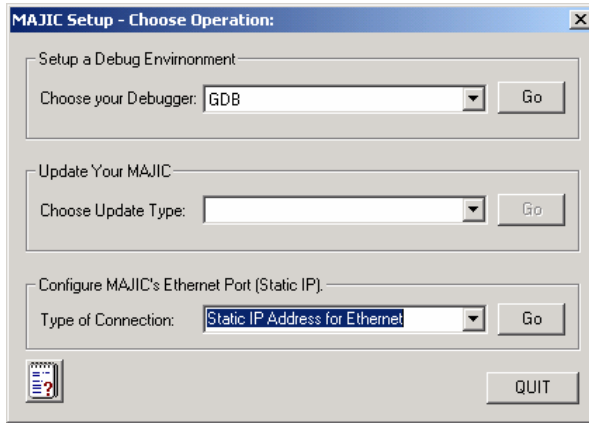 MAJIC Setup - Choose Operation:
Setup a Debug Envirnonment
Choose your Debugger: GDB Go
Update Your MAJIC
Choose Update Type: Go
Configure MAJIC's Ethernet Port (Static IP).
Type of Connection: Static IP Address for Ethernet Go
QUIT